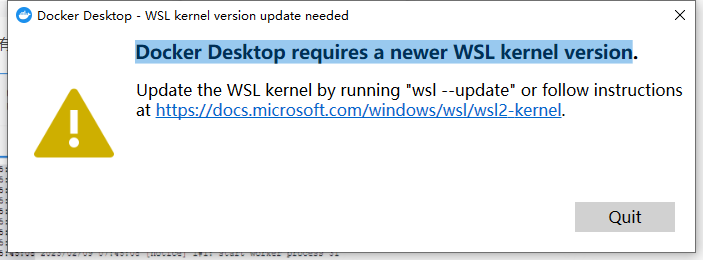 Docker Desktop - WSL kernel version update needed
Docker Desktop requires a newer WSL kernel version.
Update the WSL kernel by running "wsl --update" or follow instructions
at https://docs.microsoft.com/windows/wsl/wsl2-kernel.
Quit